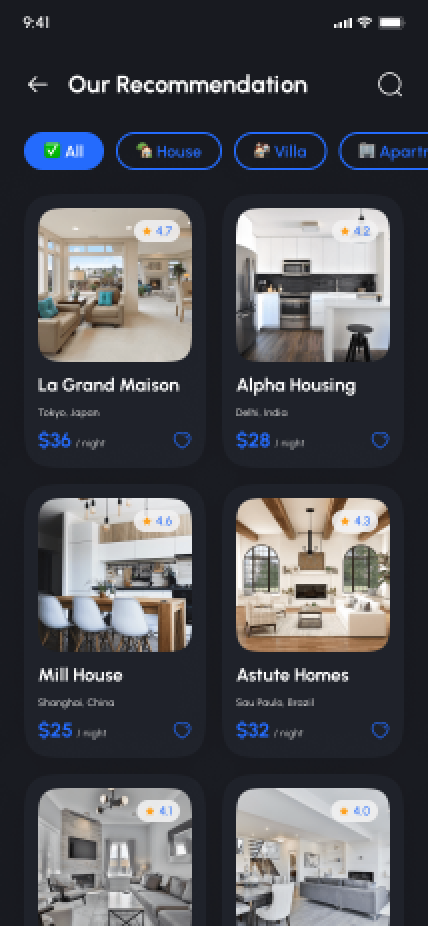 9:41
Our Recommendation
All
House
Villa
Apartr
4.7
4.2
La Grand Maison
Alpha Housing
Tokyo, Japan
Delhi, India
$36 / night
$28 / night
4.6
4.3
Mill House
Astute Homes
Shanghai, China
Sau Paulo, Brazil
$25 / night
$32 / night
4.1
4.0